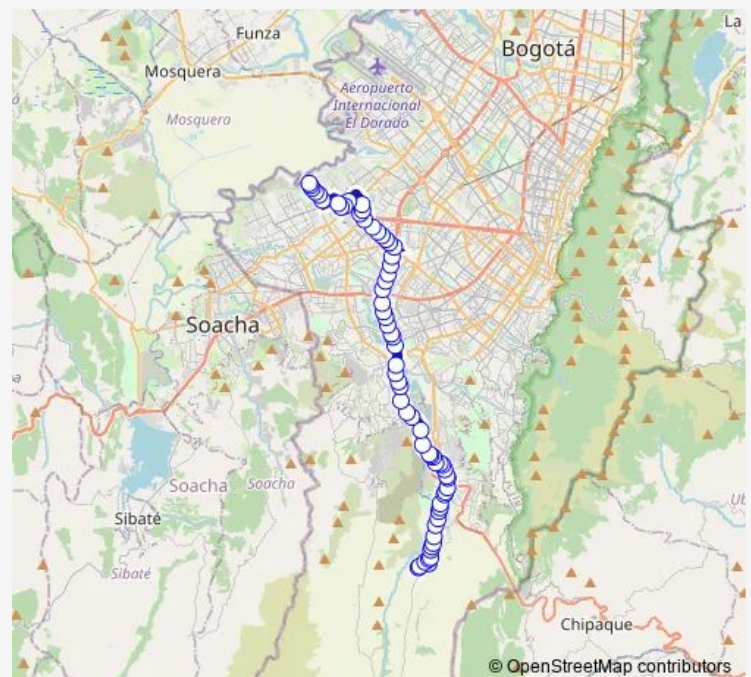 La
Funza
Bogotá
Mosquera
Aeropuerto
Internacional
El Dorado
Mosquera
Soacha
Soacha
Soacha
Sibaté
Sibaté
Chipaque
© OpenStreetMap contributors